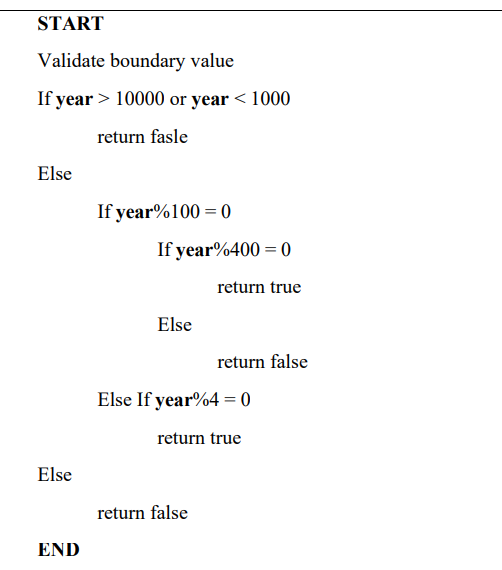 START
Validate boundary value
If year > 10000 or year < 1000
return fasle
Else
If year%100 = 0
If year%400 = 0
return true
Else
return false
Else If year%4 = 0
return true
Else
return false
END